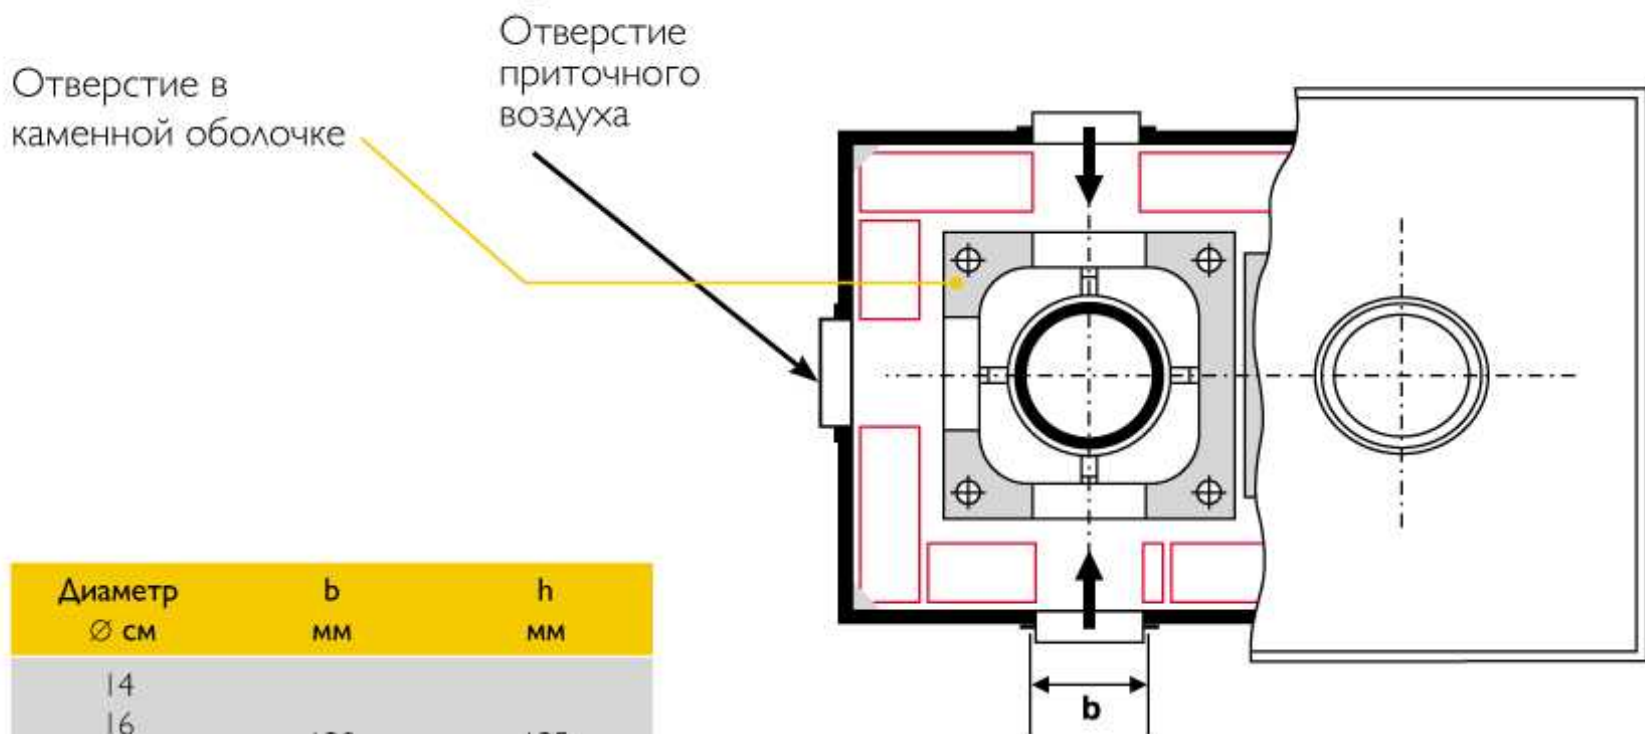 Отверстие
приточного
воздуха
Отверстие в
каменной оболочке
Диаметр b h
∅ см мм мм
14
16
b